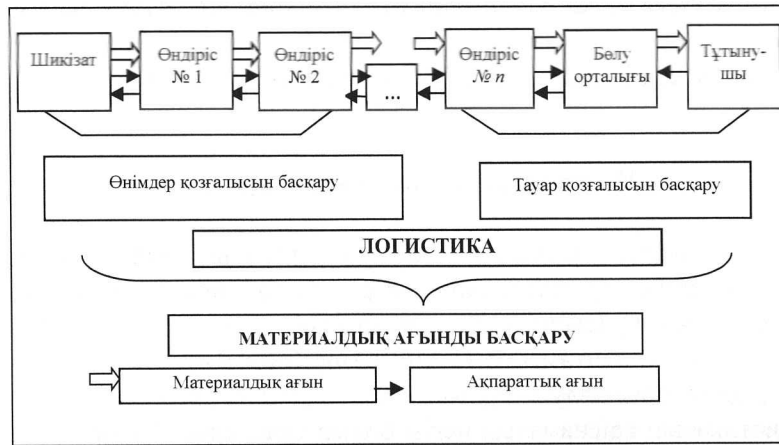 Шикізат
Өндіріс
№ 1
Өндіріс
№ 2
...
Өндіріс
№ n
Бөлу
орталығы
Тұтыну-
шы
Өнімдер қозғалысын басқару
Тауар қозғалысын басқару
ЛОГИСТИКА
МАТЕРИАЛДЫҚ АҒЫНДЫ БАСҚАРУ
Материалдық ағын
Ақпараттық ағын